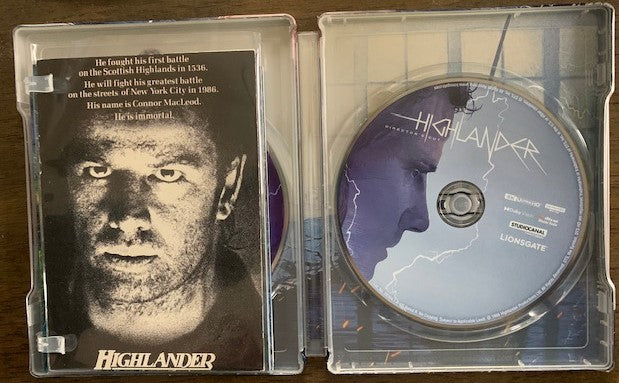 He fought his first battle
on the Scottish Highlands in 1536.
He will fight his greatest battle
on the streets of New York City in 1986.
His name is Connor MacLeod.
He is immortal.
HIGHLANDER
HIGHLANDER
DIRECTOR'S CUT
STUDIOCANAL
LIONSGATE